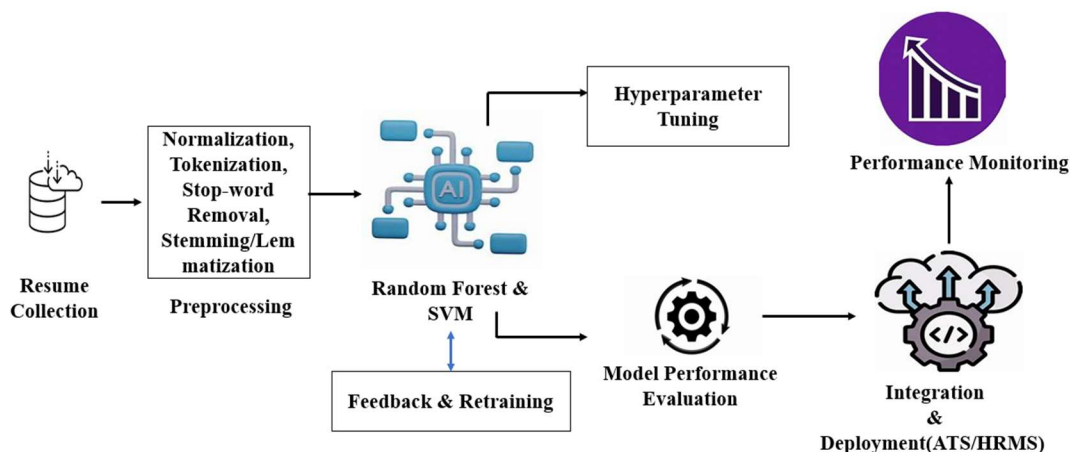 Resume
Collection
Normalization,
Tokenization,
Stop-word
Removal,
Stemming/Lem
matization
Preprocessing
AI
Random Forest &
SVM
Feedback & Retraining
Hyperparameter
Tuning
Model Performance
Evaluation
Performance Monitoring
</>
Integration
&
Deployment(ATS/HRMS)